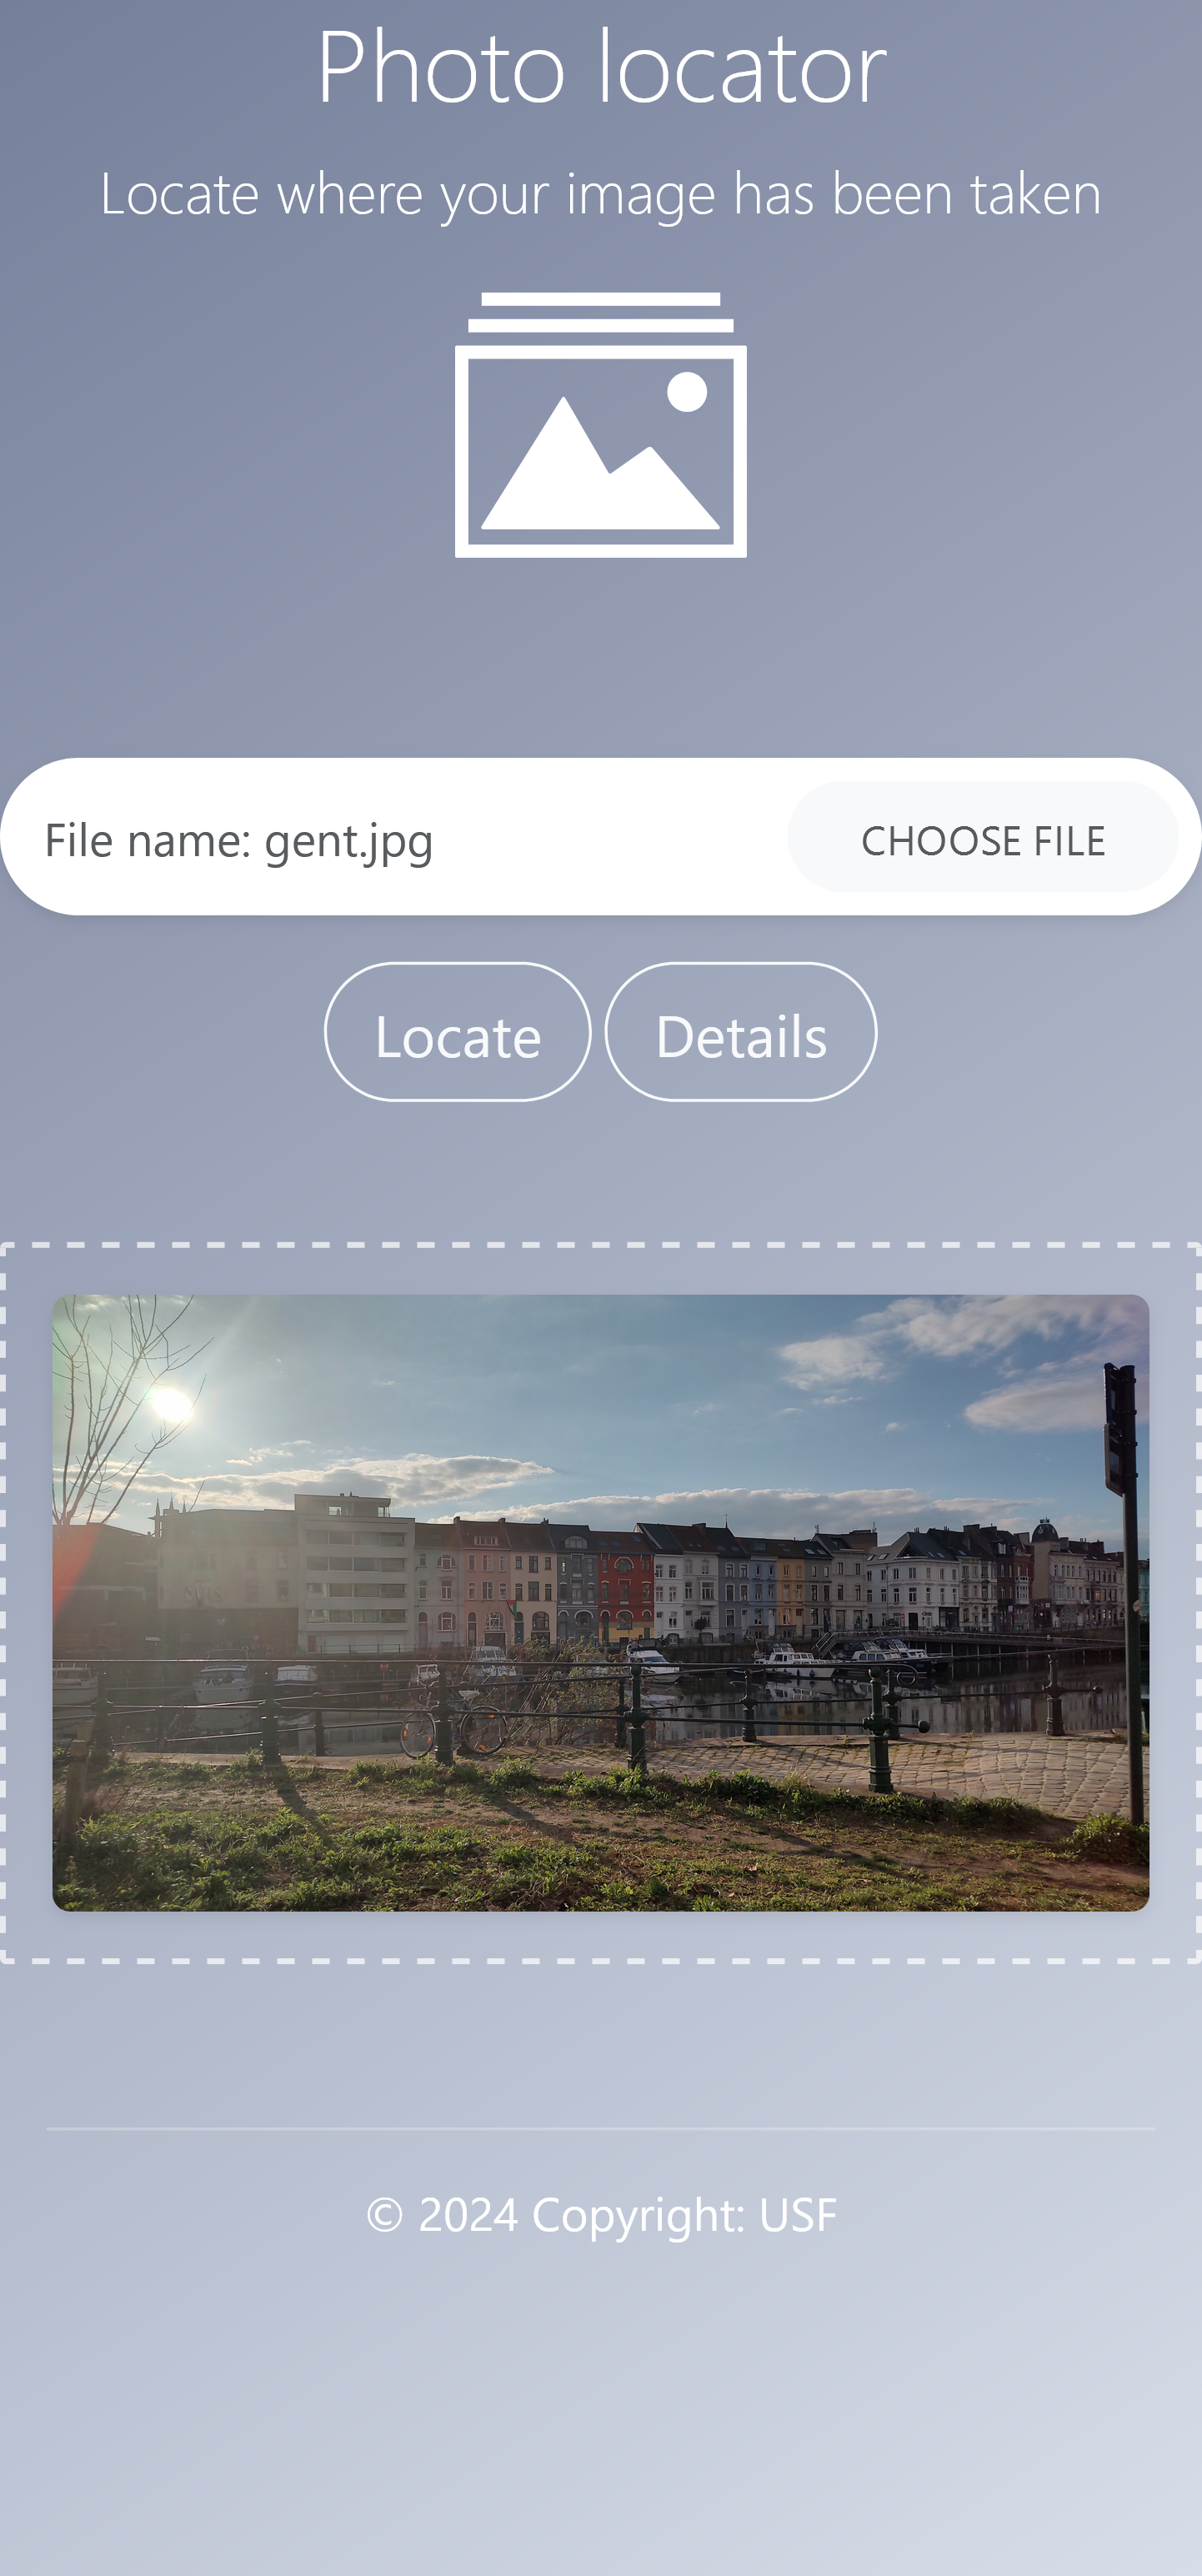 Photo locator
Locate where your image has been taken
File name: gent.jpg
CHOOSE FILE
Locate
Details
© 2024 Copyright: USF